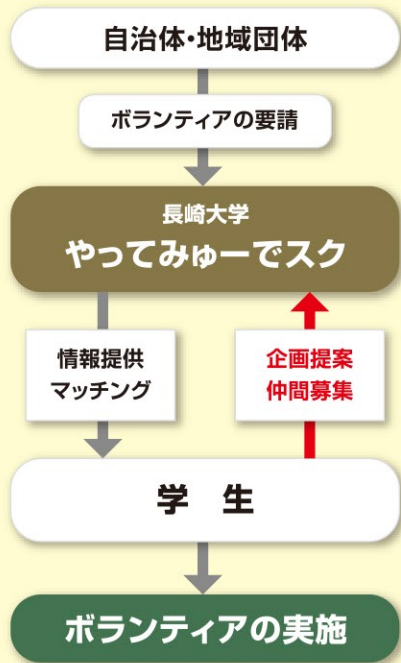 自治体・地域団体
ボランティアの要請
長崎大学
やってみゅーでスク
情報提供
マッチング
企画提案
仲間募集
学 生
ボランティアの実施